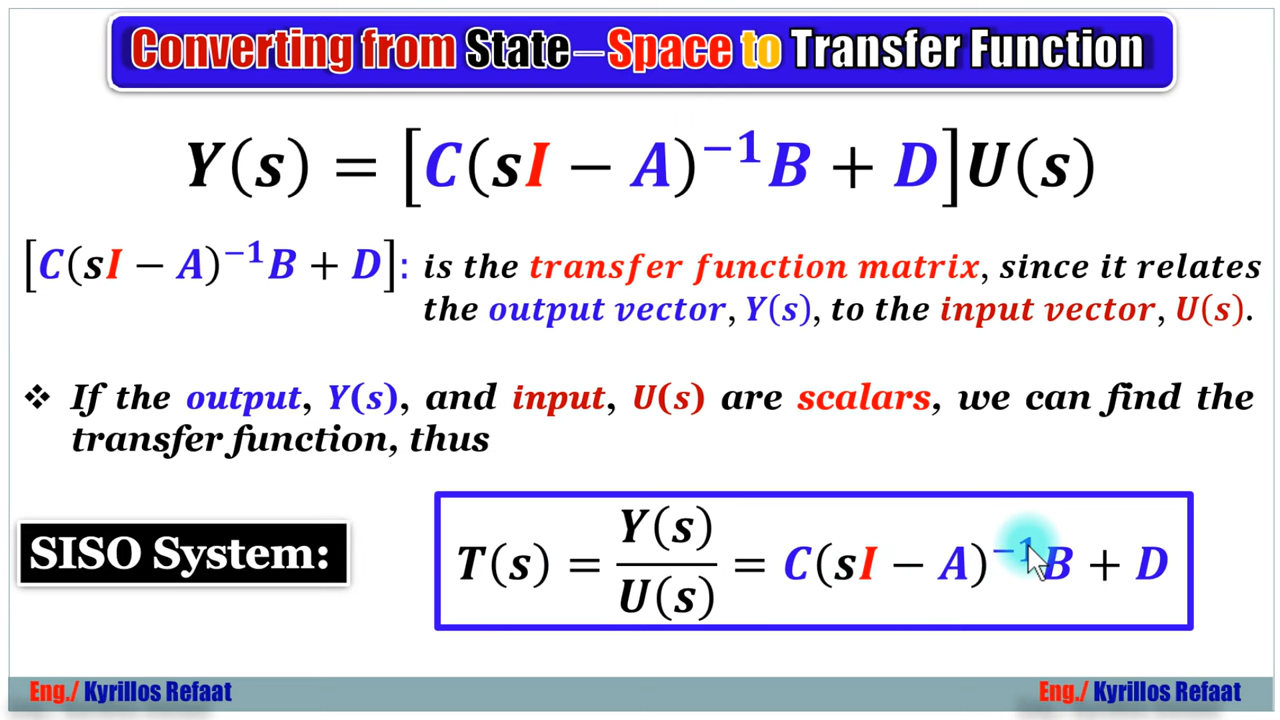 Converting from State–Space to Transfer Function
Y(s) = [C(sI − A)⁻¹B + D]U(s)
[C(sI − A)⁻¹B + D]: is the transfer function matrix, since it relates
the output vector, Y(s), to the input vector, U(s).
❖ If the output, Y(s), and input, U(s) are scalars, we can find the
transfer function, thus
SISO System:
T(s) = Y(s)/U(s) = C(sI − A)⁻¹B + D
Eng./ Kyrillos Refaat
Eng./ Kyrillos Refaat